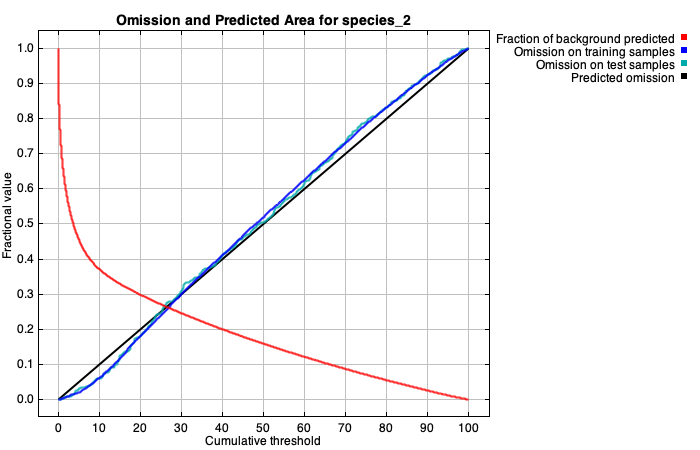 Omission and Predicted Area for species_2
Fraction of background predicted
Omission on training samples
Omission on test samples
Predicted omission
Fractional value
1.0
0.9
0.8
0.7
0.6
0.5
0.4
0.3
0.2
0.1
0.0
0 10 20 30 40 50 60 70 80 90 100
Cumulative threshold